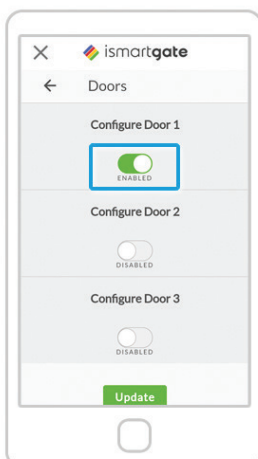 ismartgate
Doors
Configure Door 1
ENABLED
Configure Door 2
DISABLED
Configure Door 3
DISABLED
Update